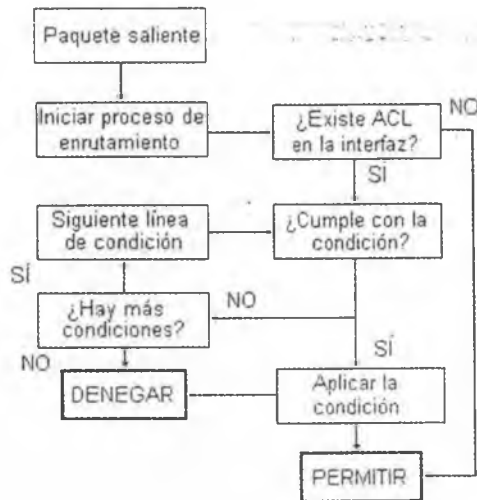 Paquete saliente
Iniciar proceso de
enrutamiento
¿Existe ACL
en la interfaz?
NO
SÍ
Siguiente línea
de condición
¿Cumple con la
condición?
SÍ
¿Hay más
condiciones?
NO
NO
SÍ
DENEGAR
Aplicar la
condición
PERMITIR